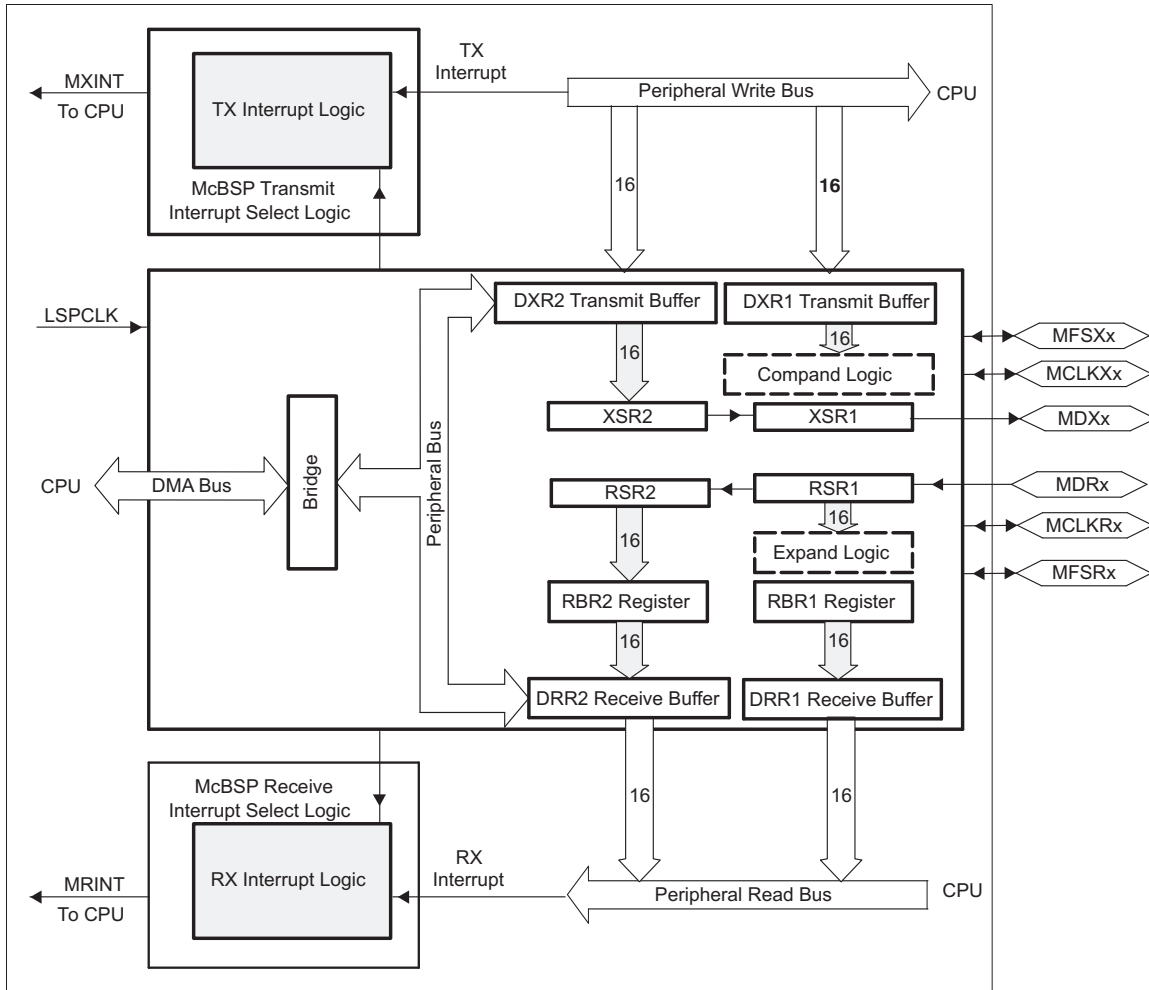 TX
Interrupt
MXINT
To CPU
TX Interrupt Logic
Peripheral Write Bus
CPU
McBSP Transmit
Interrupt Select Logic
16
16
LSPCLK
DXR2 Transmit Buffer
DXR1 Transmit Buffer
16
16
Compand Logic
XSR2
XSR1
MFSXx
MCLKXx
MDXx
CPU
DMA Bus
Bridge
Peripheral Bus
RSR2
RSR1
16
16
Expand Logic
RBR2 Register
RBR1 Register
16
16
DRR2 Receive Buffer
DRR1 Receive Buffer
MDRx
MCLKRx
MFSRx
McBSP Receive
Interrupt Select Logic
16
16
RX Interrupt Logic
RX
Interrupt
MRINT
To CPU
Peripheral Read Bus
CPU